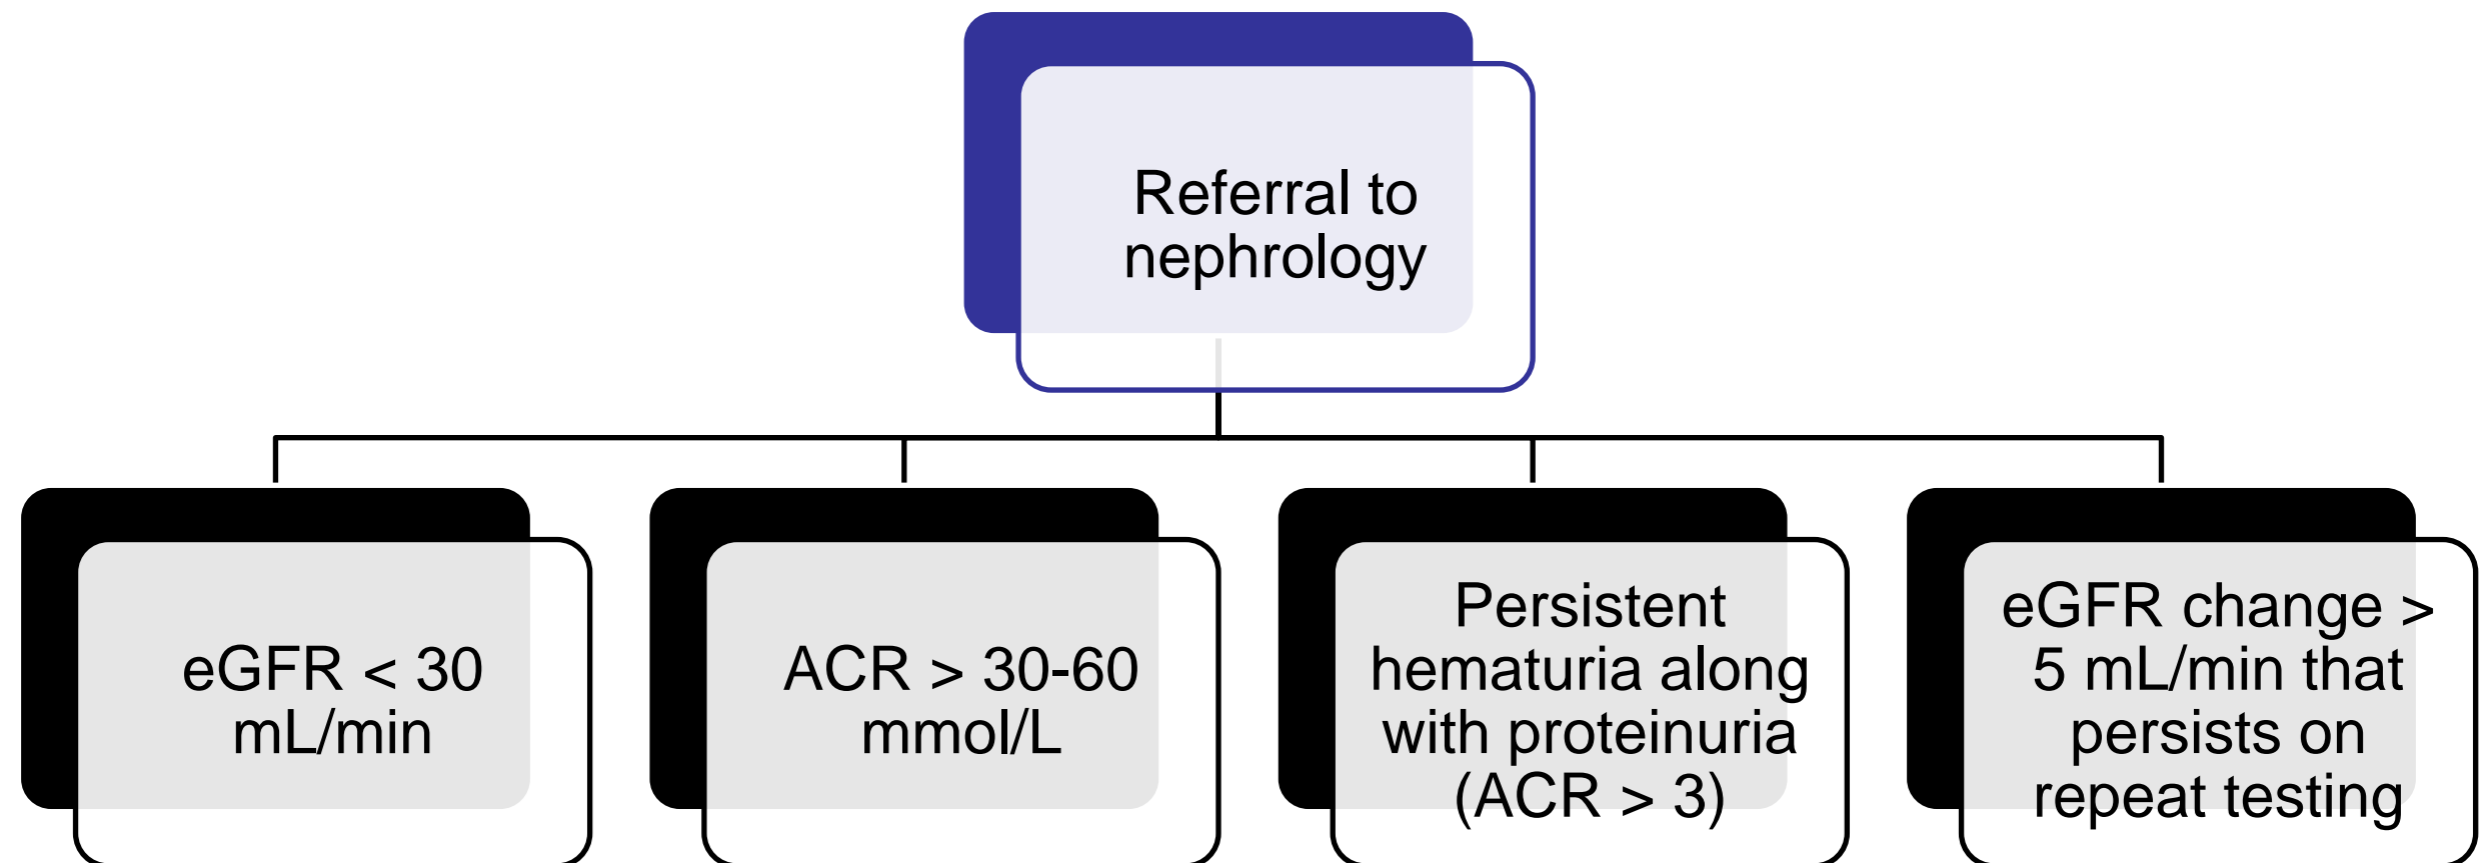 Referral to
nephrology
eGFR < 30
mL/min
ACR > 30-60
mmol/L
Persistent
hematuria along
with proteinuria
(ACR > 3)
eGFR change >
5 mL/min that
persists on
repeat testing